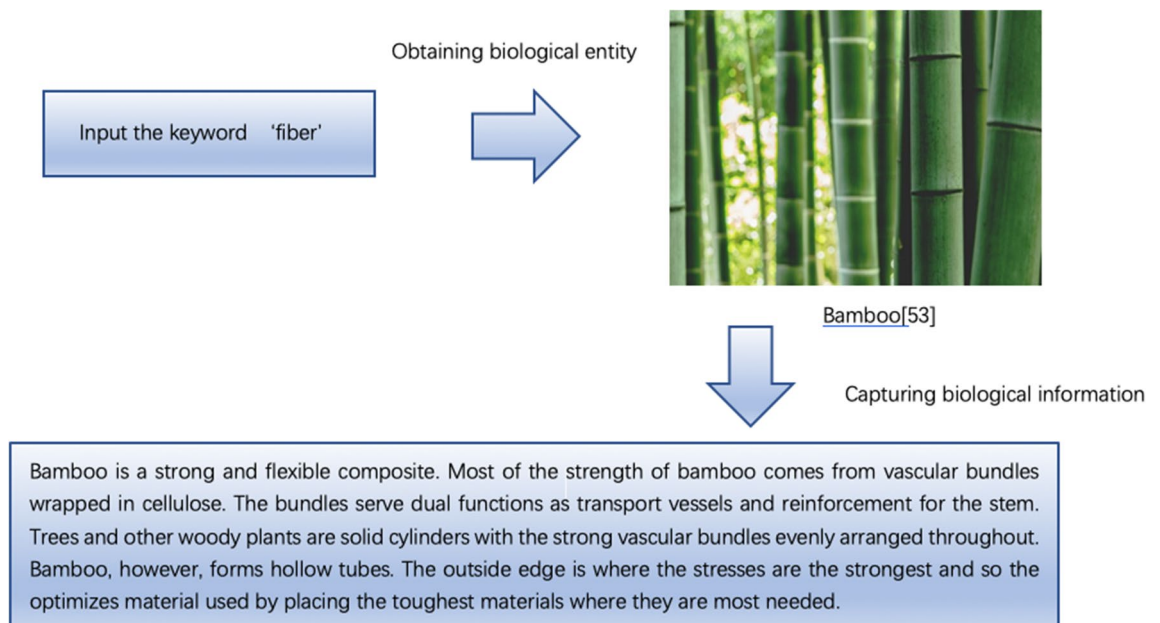 Obtaining biological entity
Input the keyword ‘fiber’
Bamboo[53]
Capturing biological information
Bamboo is a strong and flexible composite. Most of the strength of bamboo comes from vascular bundles
wrapped in cellulose. The bundles serve dual functions as transport vessels and reinforcement for the stem.
Trees and other woody plants are solid cylinders with the strong vascular bundles evenly arranged throughout.
Bamboo, however, forms hollow tubes. The outside edge is where the stresses are the strongest and so the
optimizes material used by placing the toughest materials where they are most needed.